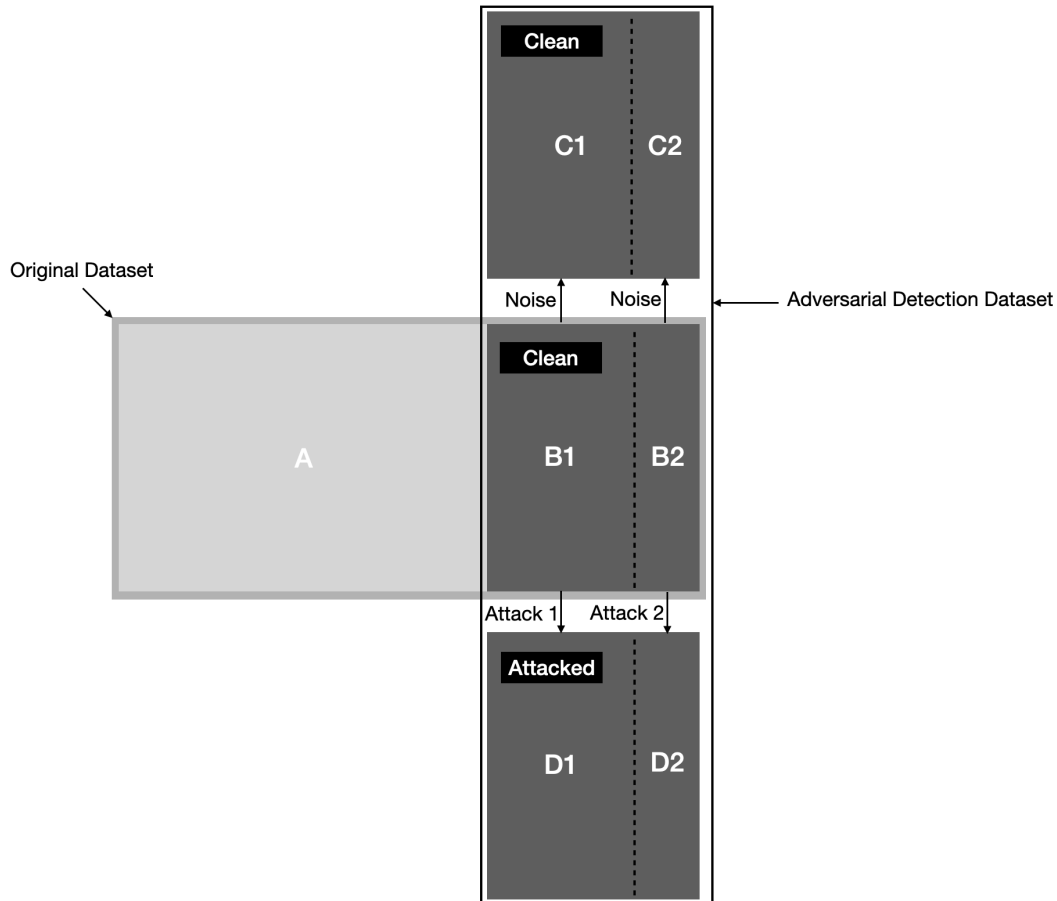 Clean
C1
C2
Original Dataset
Noise
Noise
Adversarial Detection Dataset
Clean
A
B1
B2
Attack 1
Attack 2
Attacked
D1
D2